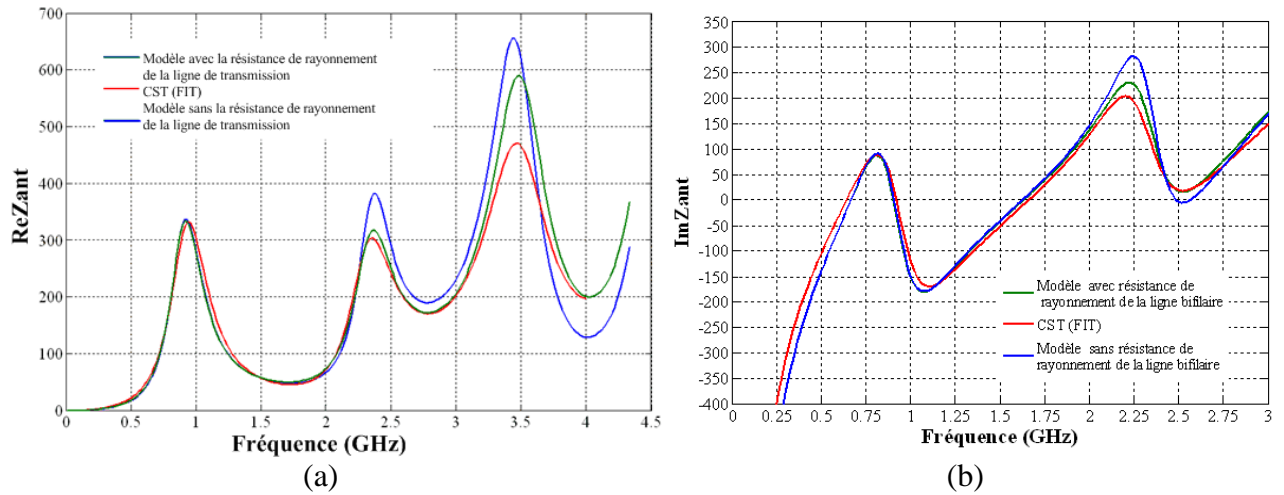 700
600
500
400
300
200
100
0
ReZant
Modèle avec la résistance de rayonnement
de la ligne de transmission
CST (FIT)
Modèle sans la résistance de rayonnement
de la ligne de transmission
0 0.5 1 1.5 2 2.5 3 3.5 4 4.5
Fréquence (GHz)
(a)
350
300
250
200
150
100
50
0
-50
-100
-150
-200
-250
-300
-350
-400
ImZant
Modèle avec résistance de
rayonnement de la ligne bifilaire
CST (FIT)
Modèle sans résistance de
rayonnement de la ligne bifilaire
0 0.25 0.5 0.75 1 1.25 1.5 1.75 2 2.25 2.5 2.75 3
Fréquence (GHz)
(b)